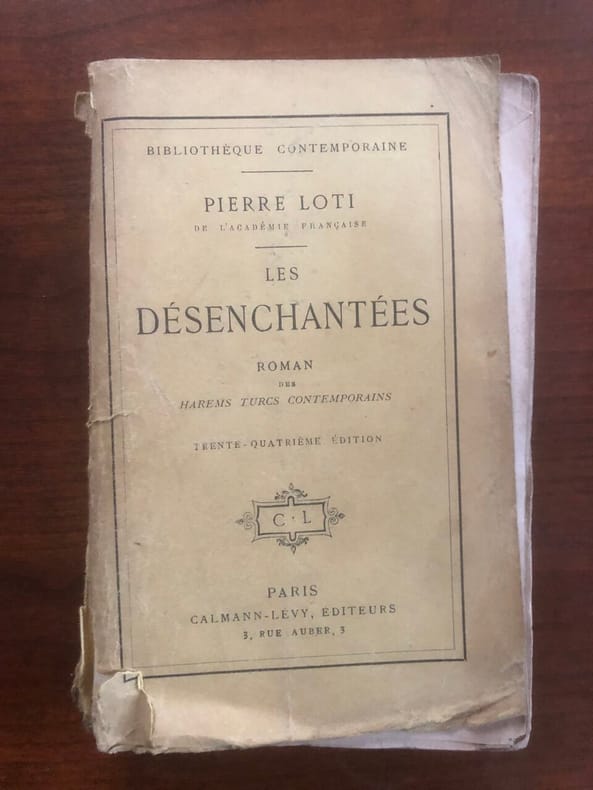 BIBLIOTHÈQUE CONTEMPORAINE
PIERRE LOTI
DE L'ACADÉMIE FRANÇAISE
LES
DÉSENCHANTÉES
ROMAN
DES
HAREMS TURCS CONTEMPORAINS
TRENTE-QUATRIÈME ÉDITION
C · L
PARIS
CALMANN-LÉVY, ÉDITEURS
3, RUE AUBER, 3